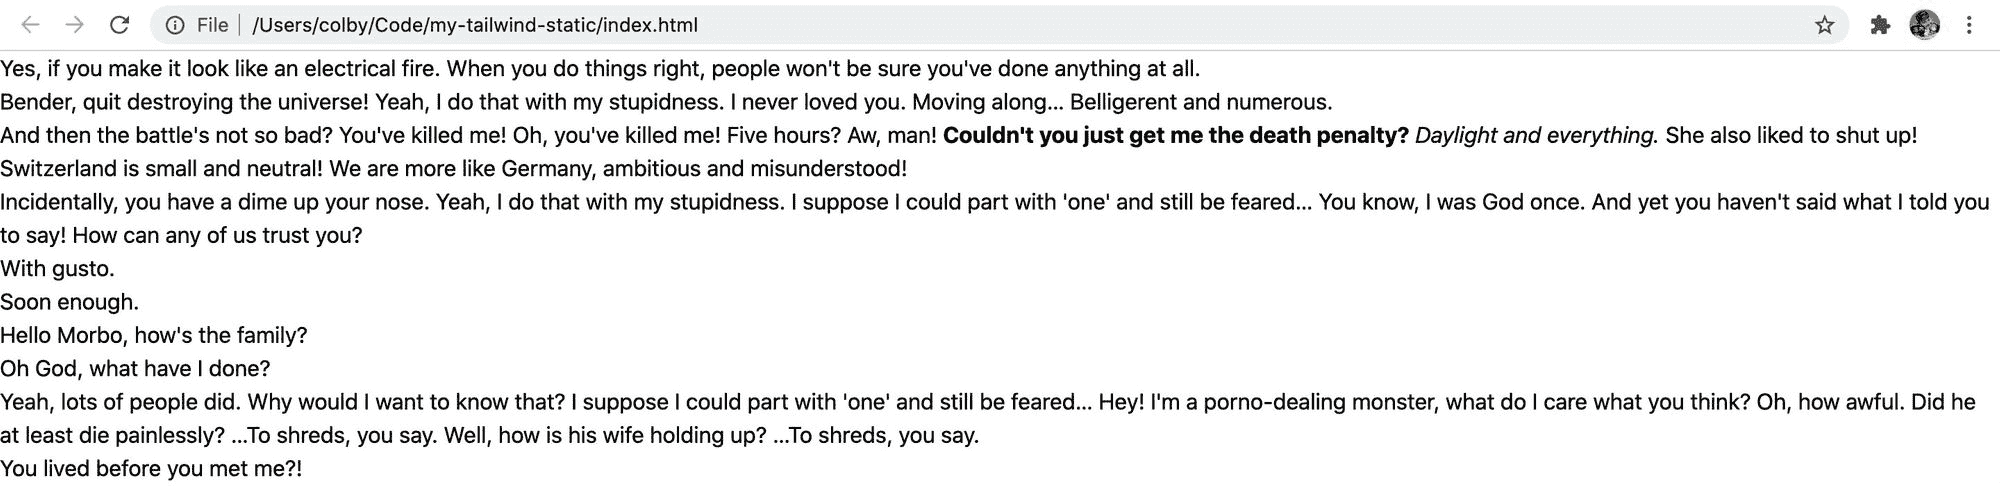 File | /Users/colby/Code/my-tailwind-static/index.html
Yes, if you make it look like an electrical fire. When you do things right, people won't be sure you've done anything at all.
Bender, quit destroying the universe! Yeah, I do that with my stupidness. I never loved you. Moving along... Belligerent and numerous.
And then the battle's not so bad? You've killed me! Oh, you've killed me! Five hours? Aw, man! Couldn't you just get me the death penalty? Daylight and everything. She also liked to shut up!
Switzerland is small and neutral! We are more like Germany, ambitious and misunderstood!
Incidentally, you have a dime up your nose. Yeah, I do that with my stupidness. I suppose I could part with 'one' and still be feared... You know, I was God once. And yet you haven't said what I told you
to say! How can any of us trust you?
With gusto.
Soon enough.
Hello Morbo, how's the family?
Oh God, what have I done?
Yeah, lots of people did. Why would I want to know that? I suppose I could part with 'one' and still be feared... Hey! I'm a porno-dealing monster, what do I care what you think? Oh, how awful. Did he
at least die painlessly? ...To shreds, you say. Well, how is his wife holding up? ...To shreds, you say.
You lived before you met me?!